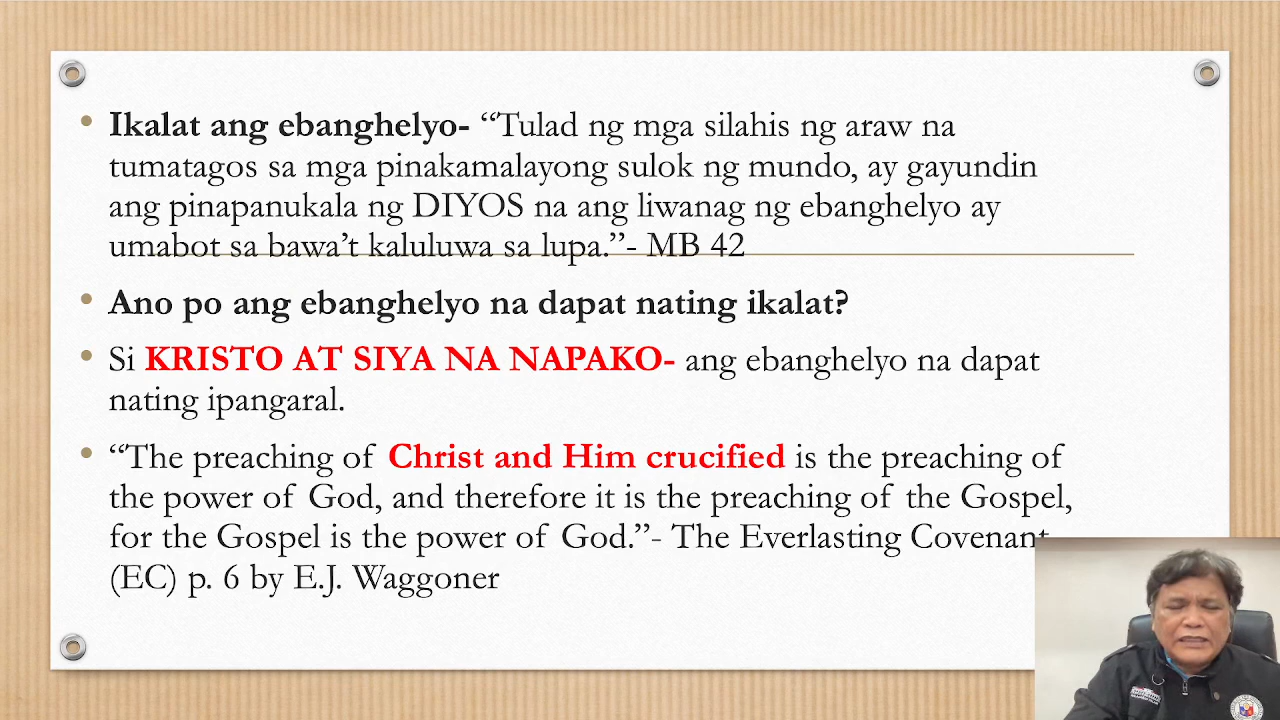 • Ikalat ang ebanghelyo- “Tulad ng mga silahis ng araw na
tumatagos sa mga pinakamalayong sulok ng mundo, ay gayundin
ang pinapanukala ng DIYOS na ang liwanag ng ebanghelyo ay
umabot sa bawa’t kaluluwa sa lupa.”- MB 42
• Ano po ang ebanghelyo na dapat nating ikalat?
• Si KRISTO AT SIYA NA NAPAKO- ang ebanghelyo na dapat
nating ipangaral.
• “The preaching of Christ and Him crucified is the preaching of
the power of God, and therefore it is the preaching of the Gospel,
for the Gospel is the power of God.”- The Everlasting Covenant
(EC) p. 6 by E.J. Waggoner